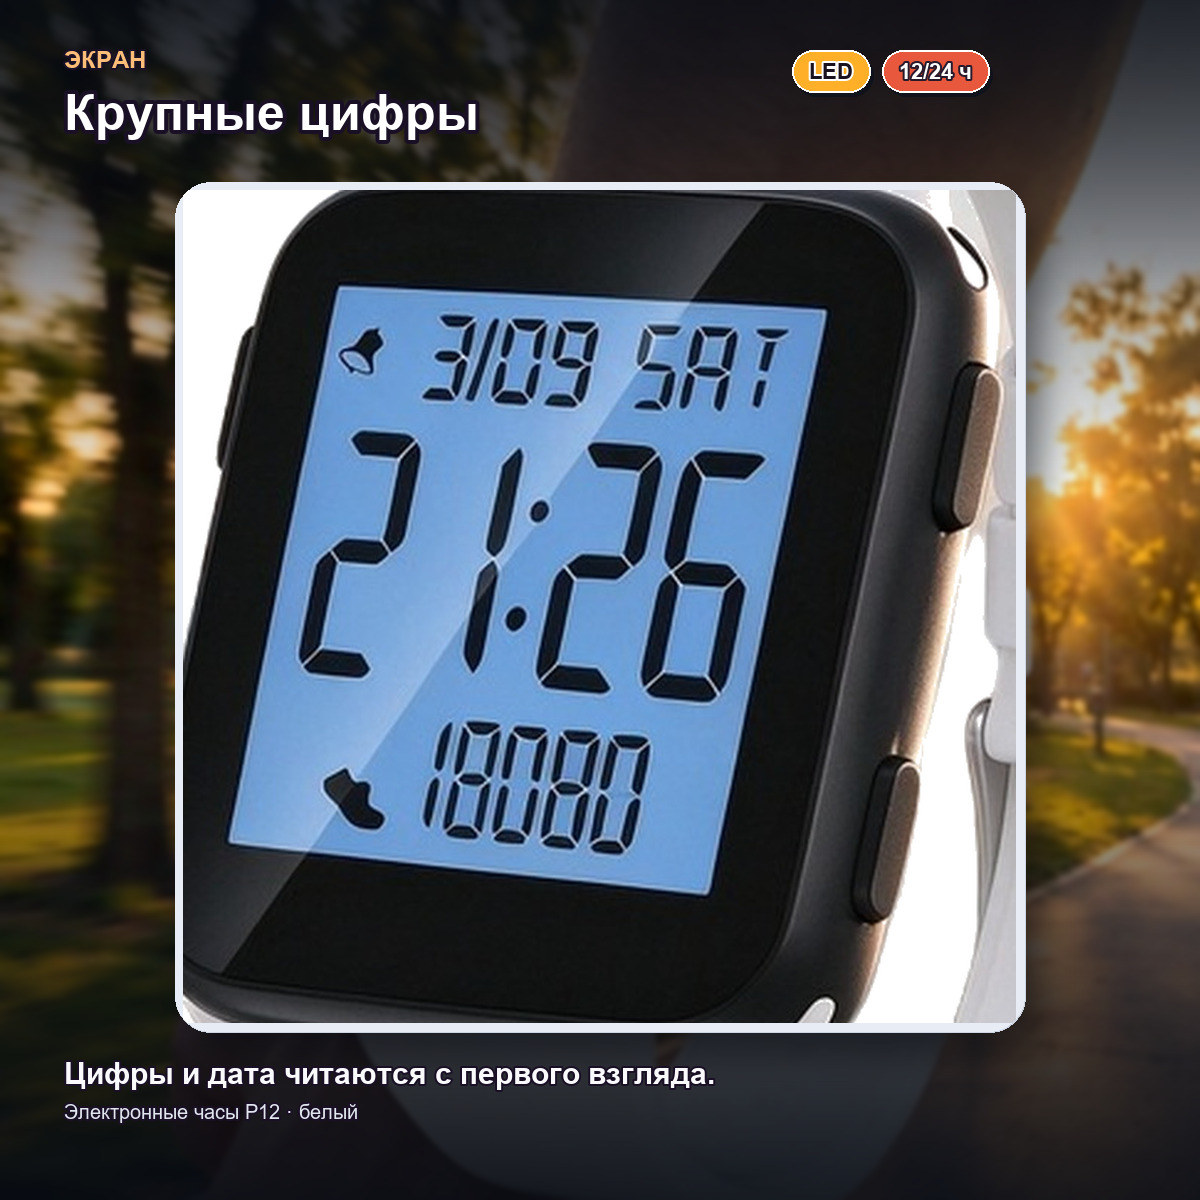 ЭКРАН
Крупные цифры
LED
12/24 ч
3/09 SAT
21:26
18080
Цифры и дата читаются с первого взгляда.
Электронные часы P12 · белый